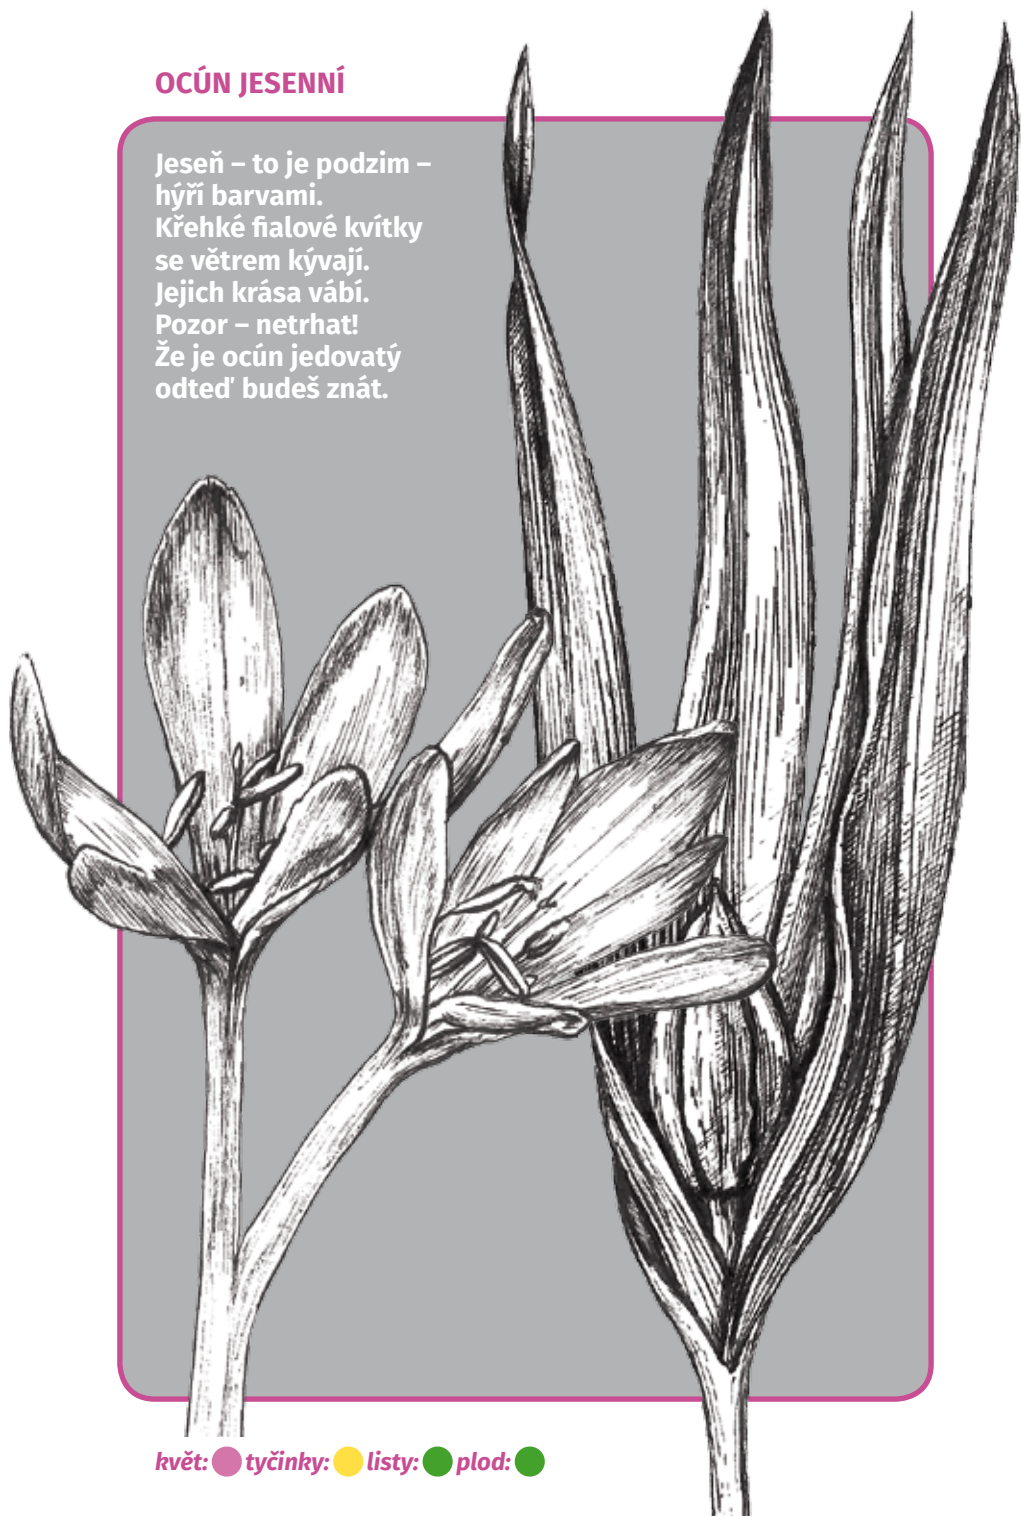 OCÚN JESENNÍ
Jeseň – to je podzim –
hýří barvami.
Křehké fialové kvítky
se větrem kývají.
Jejich krása vábí.
Pozor – netrhat!
Že je ocún jedovatý
odteď budeš znát.
květ: tyčinky: listy: plod: